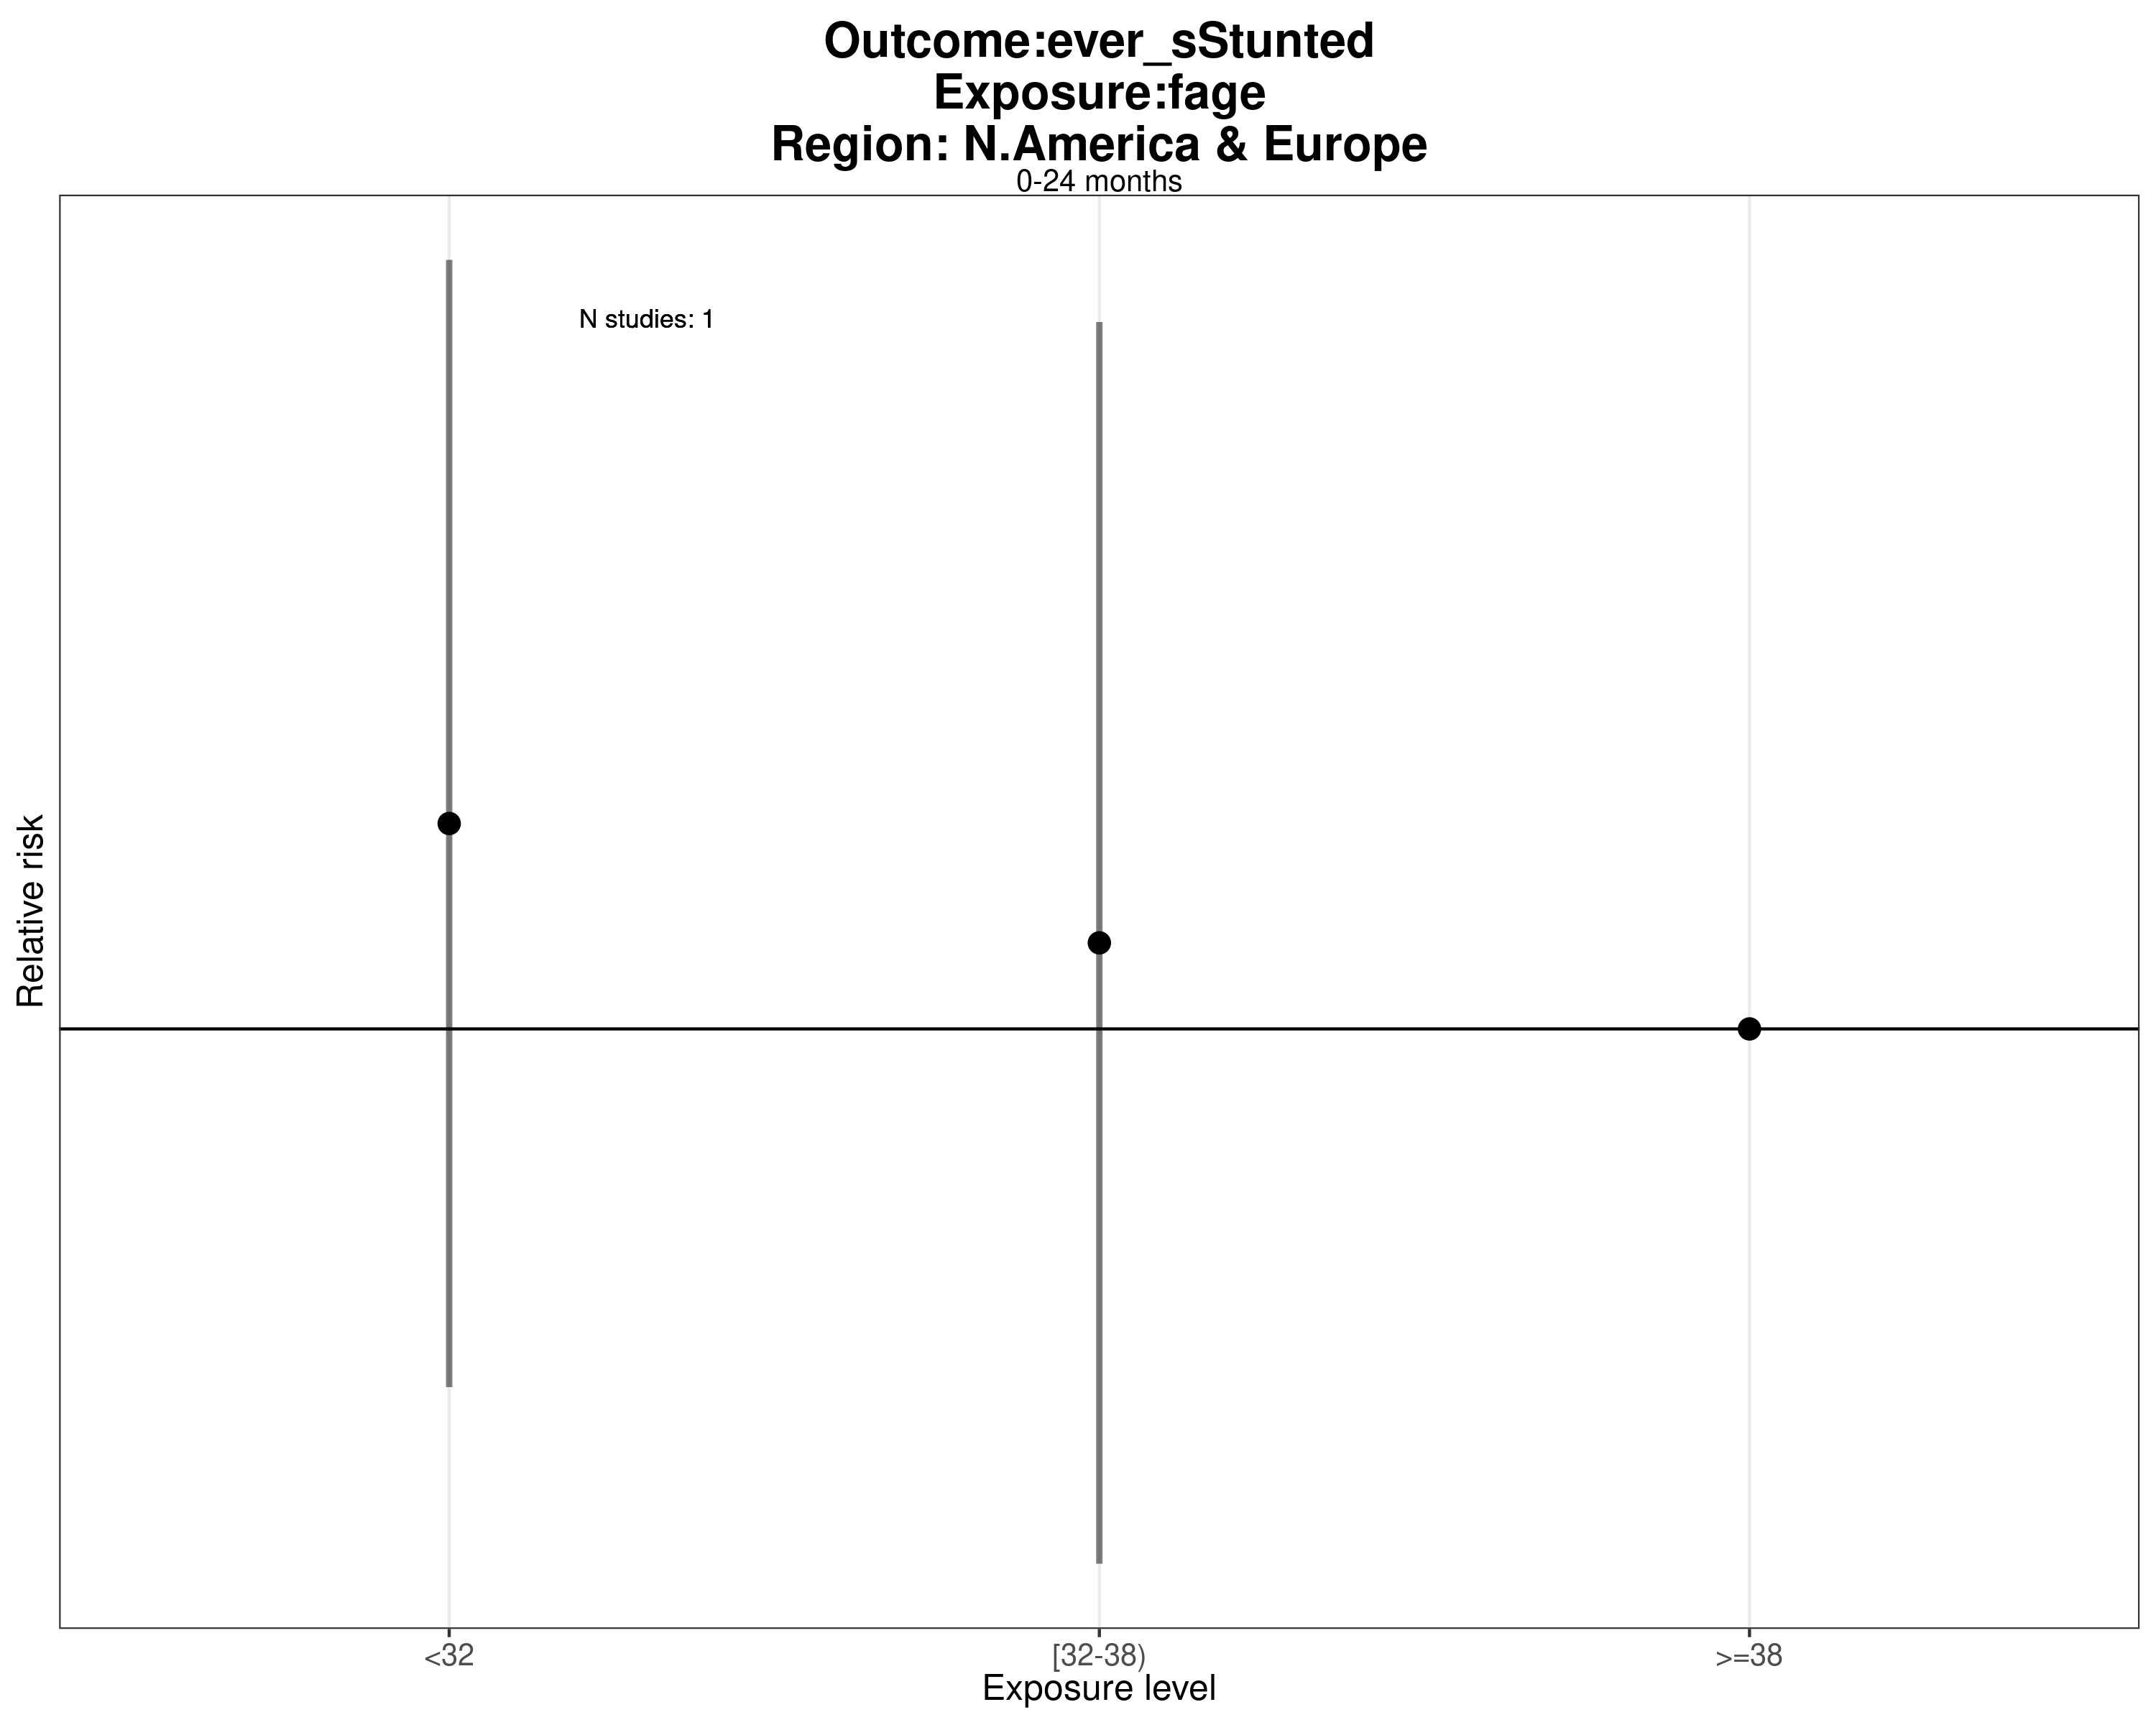 Outcome:ever_sStunted
Exposure:fage
Region: N.America & Europe
0-24 months
N studies: 1
Relative risk
<32
[32-38)
>=38
Exposure level